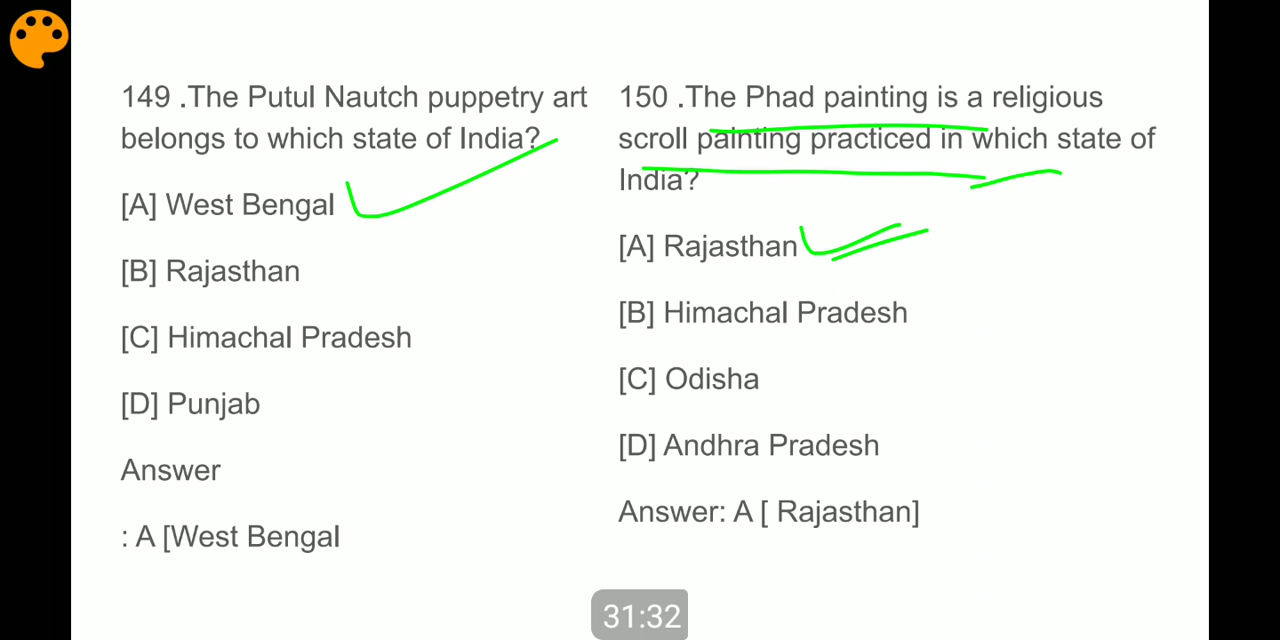 149 .The Putul Nautch puppetry art
belongs to which state of India?
[A] West Bengal
[B] Rajasthan
[C] Himachal Pradesh
[D] Punjab
Answer
: A [West Bengal
150 .The Phad painting is a religious
scroll painting practiced in which state of
India?
[A] Rajasthan
[B] Himachal Pradesh
[C] Odisha
[D] Andhra Pradesh
Answer: A [ Rajasthan]
31:32